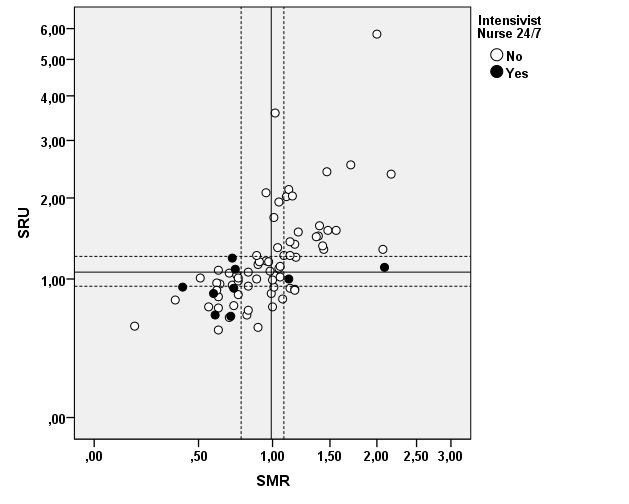 Intensivist
Nurse 24/7
No
Yes
SRU
6,00
5,00
4,00
3,00
2,00
1,00
,00
,00
,50
1,00
1,50
2,00
2,50
3,00
SMR